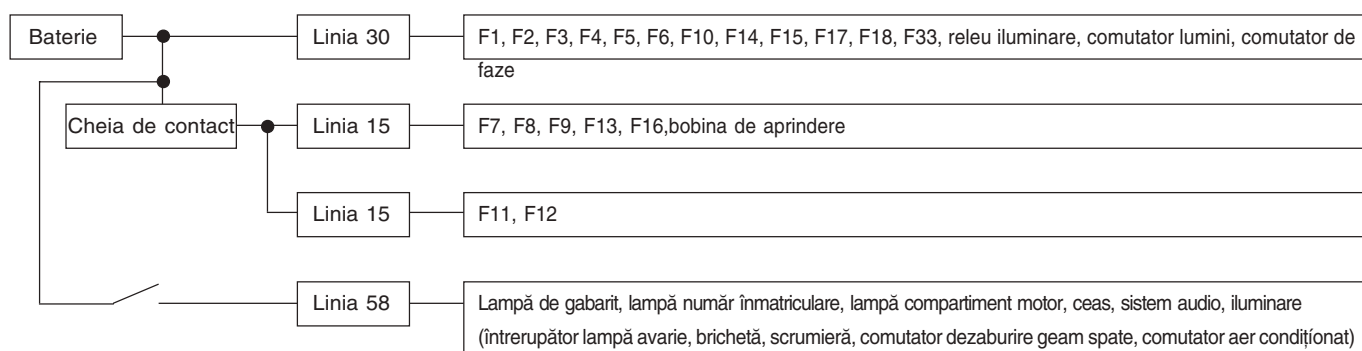 Baterie
Linia 30
F1, F2, F3, F4, F5, F6, F10, F14, F15, F17, F18, F33, releu iluminare, comutator lumini, comutator de
faze
Cheia de contact
Linia 15
F7, F8, F9, F13, F16,bobina de aprindere
Linia 15
F11, F12
Linia 58
Lampă de gabarit, lampă număr înmatriculare, lampă compartiment motor, ceas, sistem audio, iluminare
(întrerupător lampă avarie, brichetă, scrumieră, comutator dezaburire geam spate, comutator aer condiţionat)